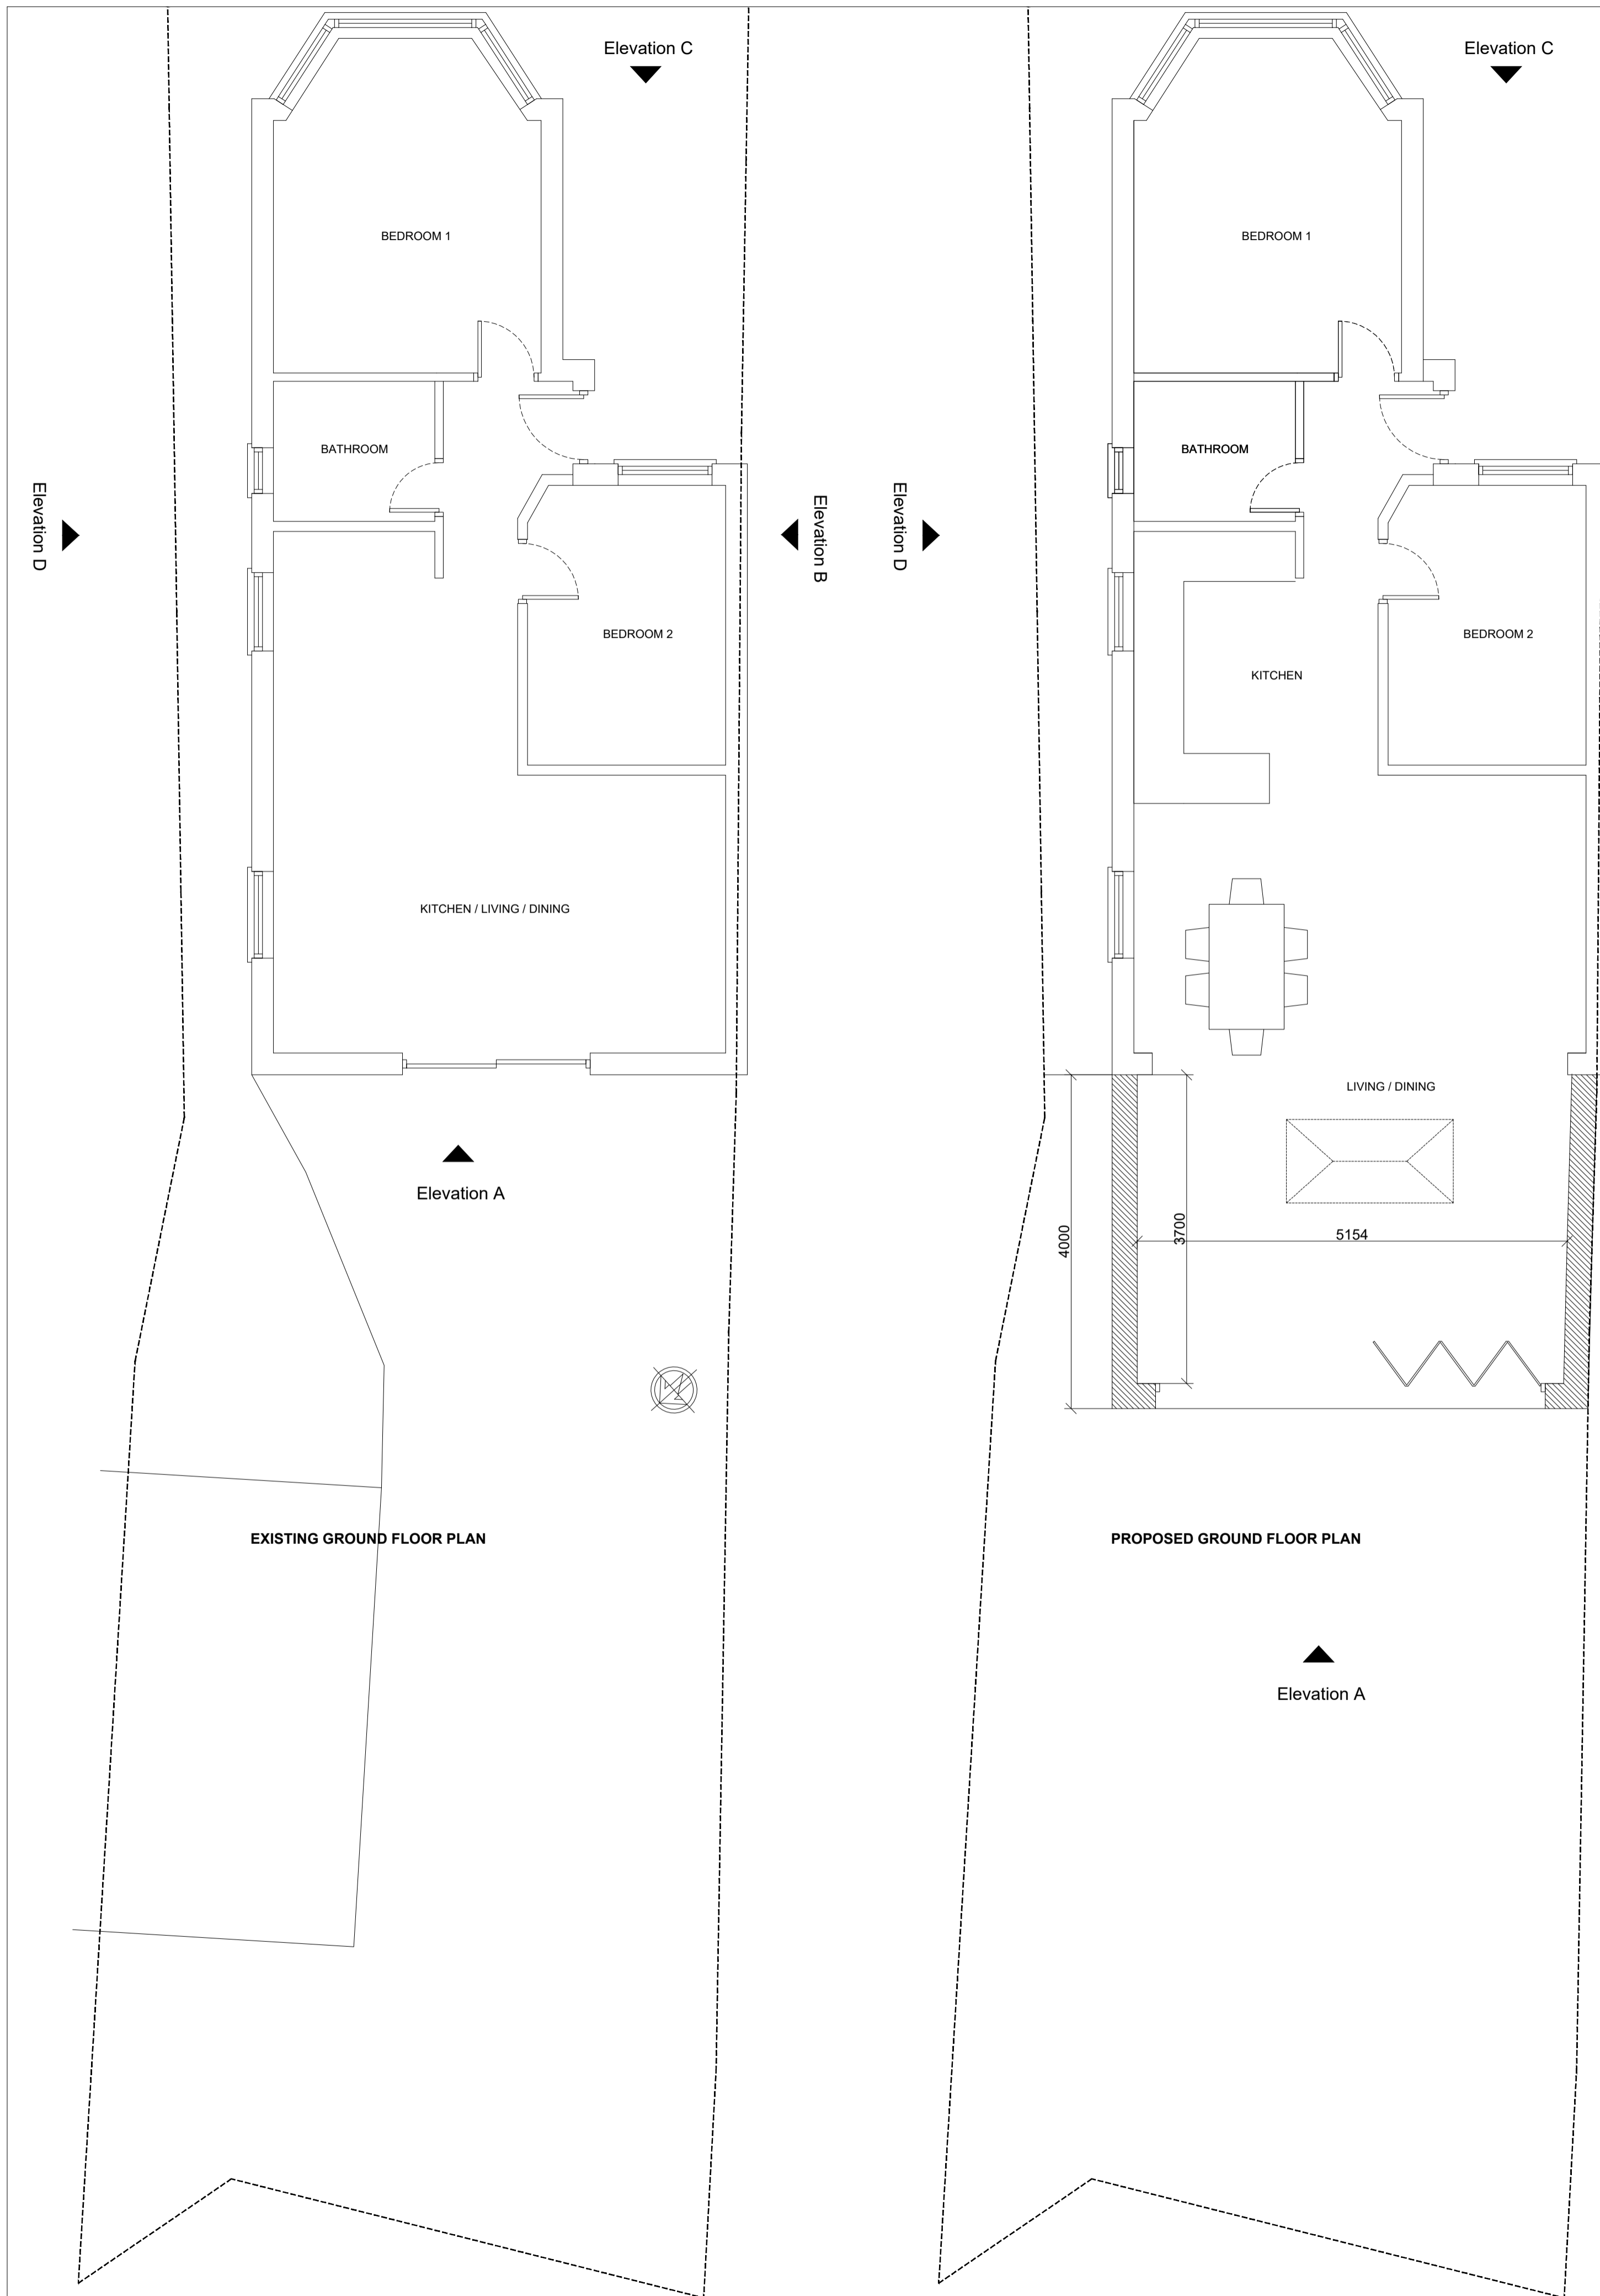 Elevation C
BEDROOM 1
BATHROOM
Elevation D
Elevation B
BEDROOM 2
KITCHEN / LIVING / DINING
Elevation A
EXISTING GROUND FLOOR PLAN
Elevation C
BEDROOM 1
BATHROOM
Elevation D
BEDROOM 2
KITCHEN
LIVING / DINING
4000
3700
5154
PROPOSED GROUND FLOOR PLAN
Elevation A